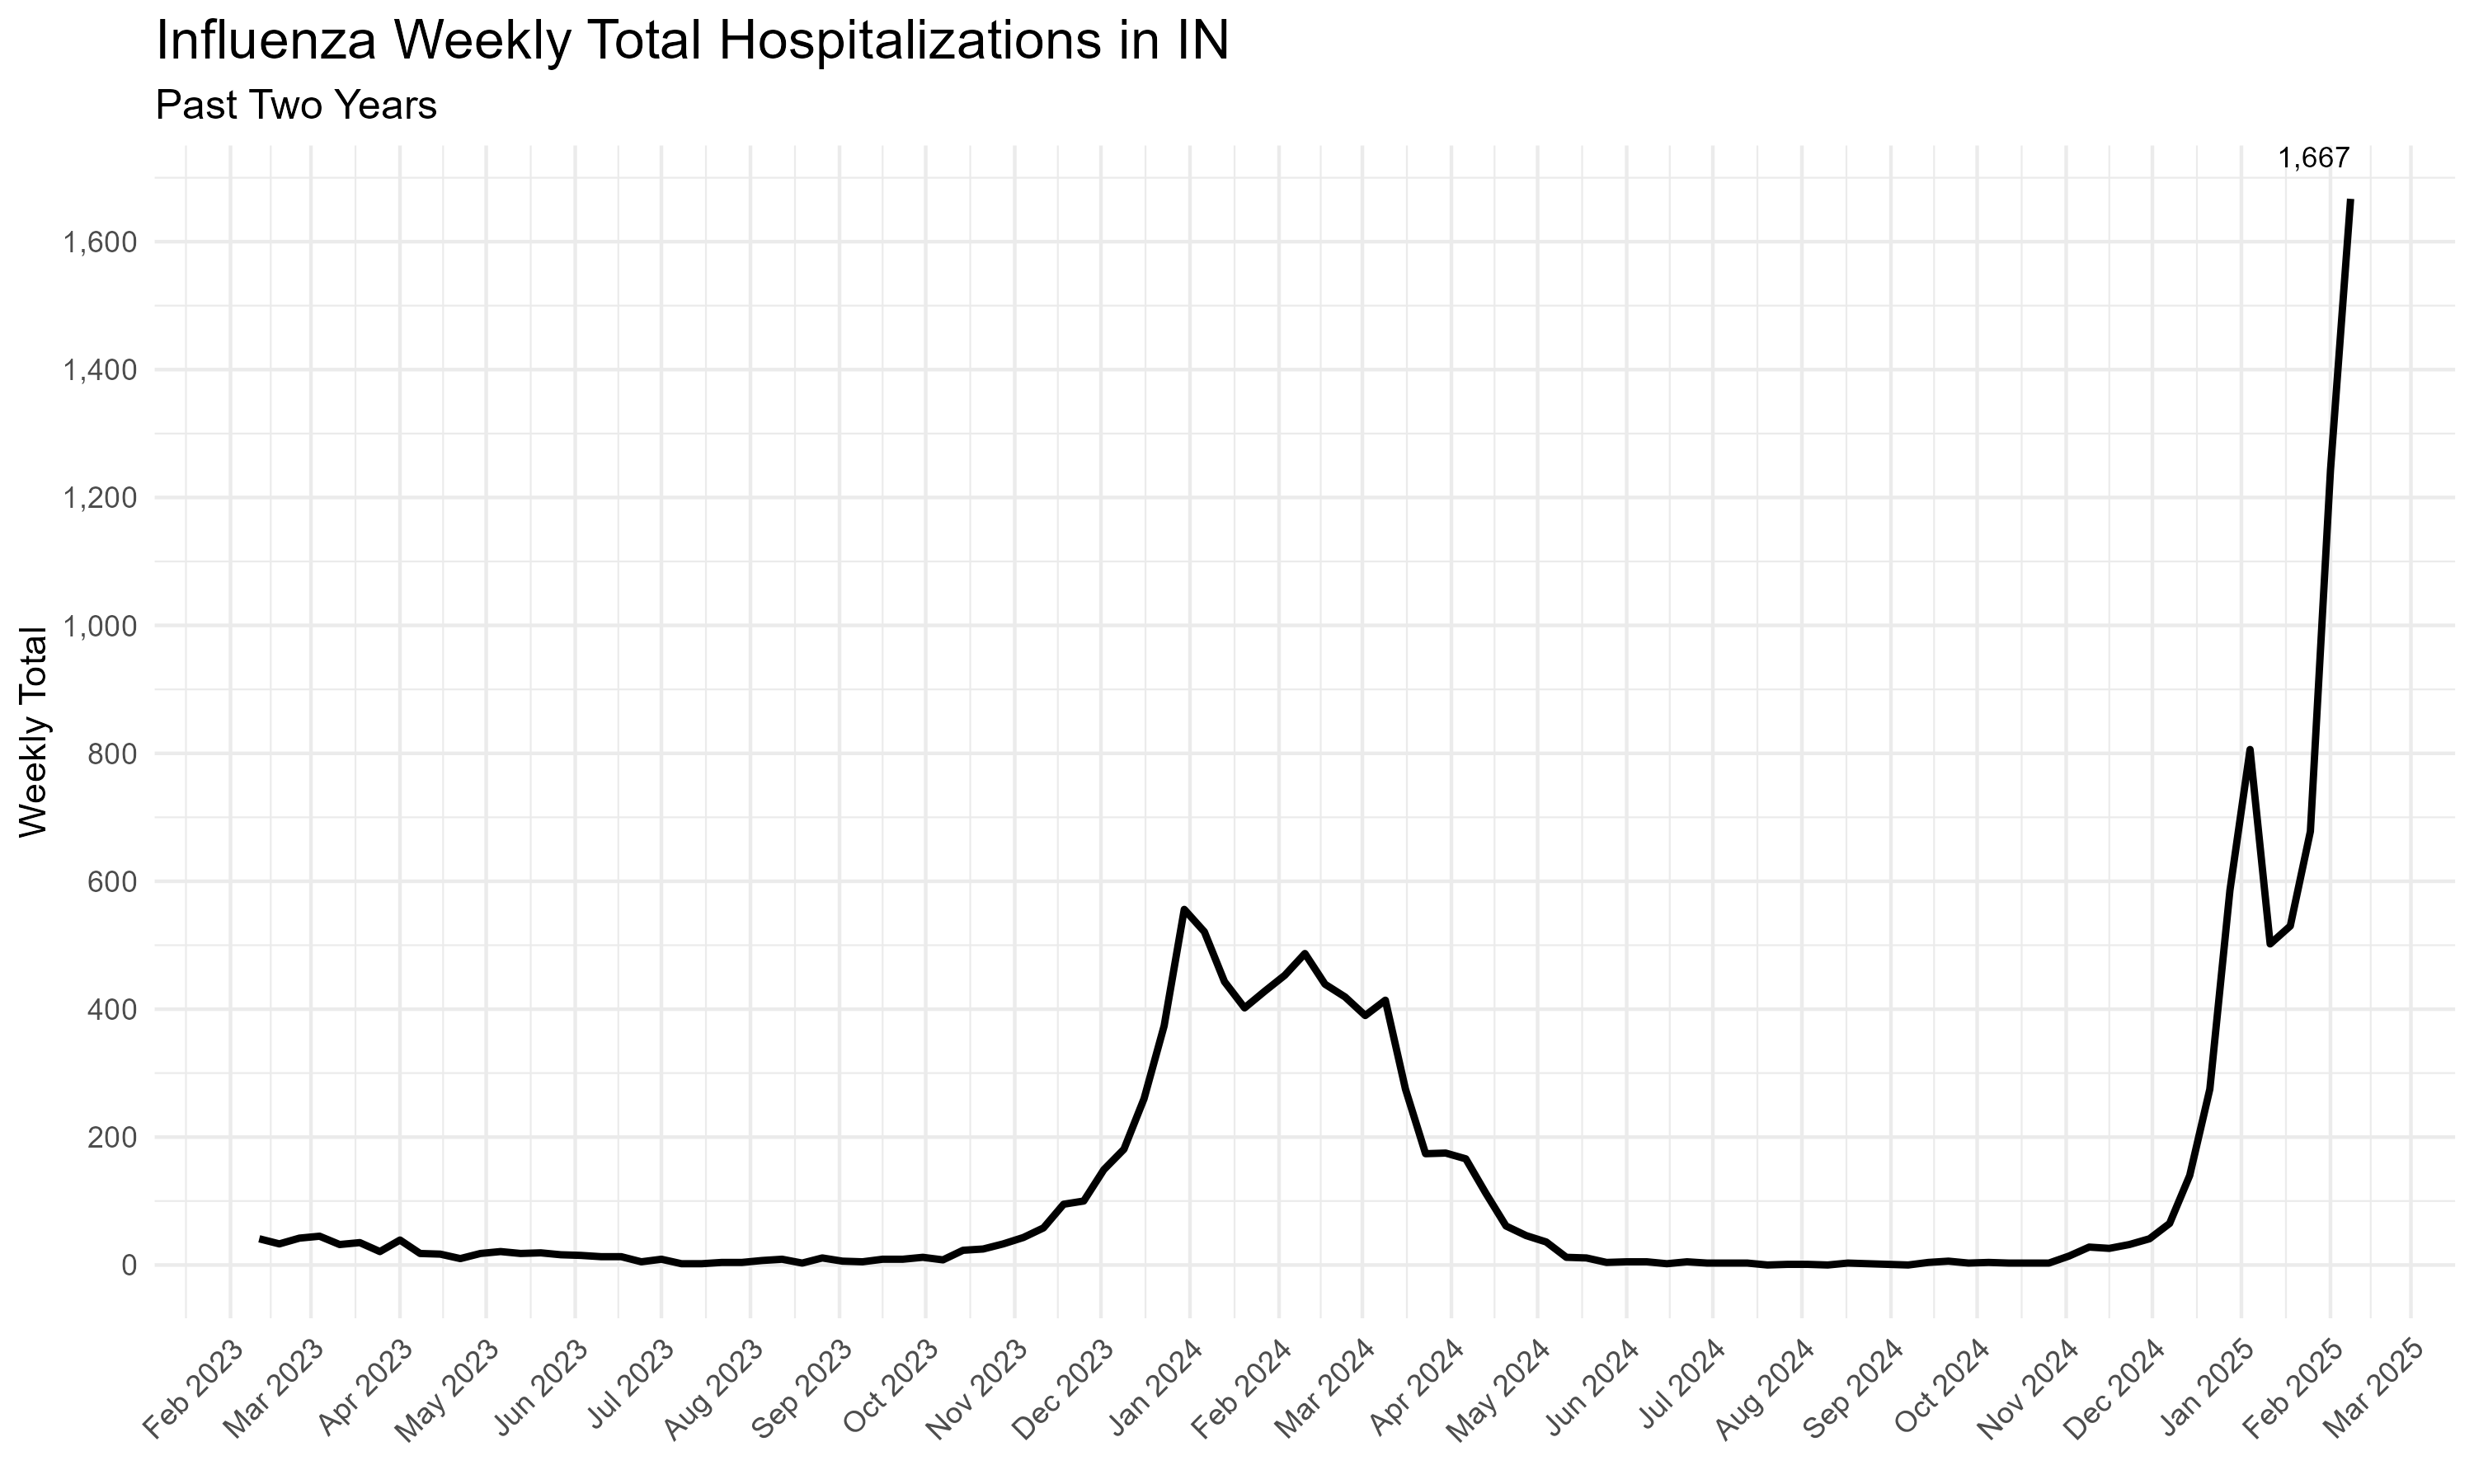 Influenza Weekly Total Hospitalizations in IN
Past Two Years
1,667
Weekly Total
1,600
1,400
1,200
1,000
800
600
400
200
0
Feb 2023
Mar 2023
Apr 2023
May 2023
Jun 2023
Jul 2023
Aug 2023
Sep 2023
Oct 2023
Nov 2023
Dec 2023
Jan 2024
Feb 2024
Mar 2024
Apr 2024
May 2024
Jun 2024
Jul 2024
Aug 2024
Sep 2024
Oct 2024
Nov 2024
Dec 2024
Jan 2025
Feb 2025
Mar 2025